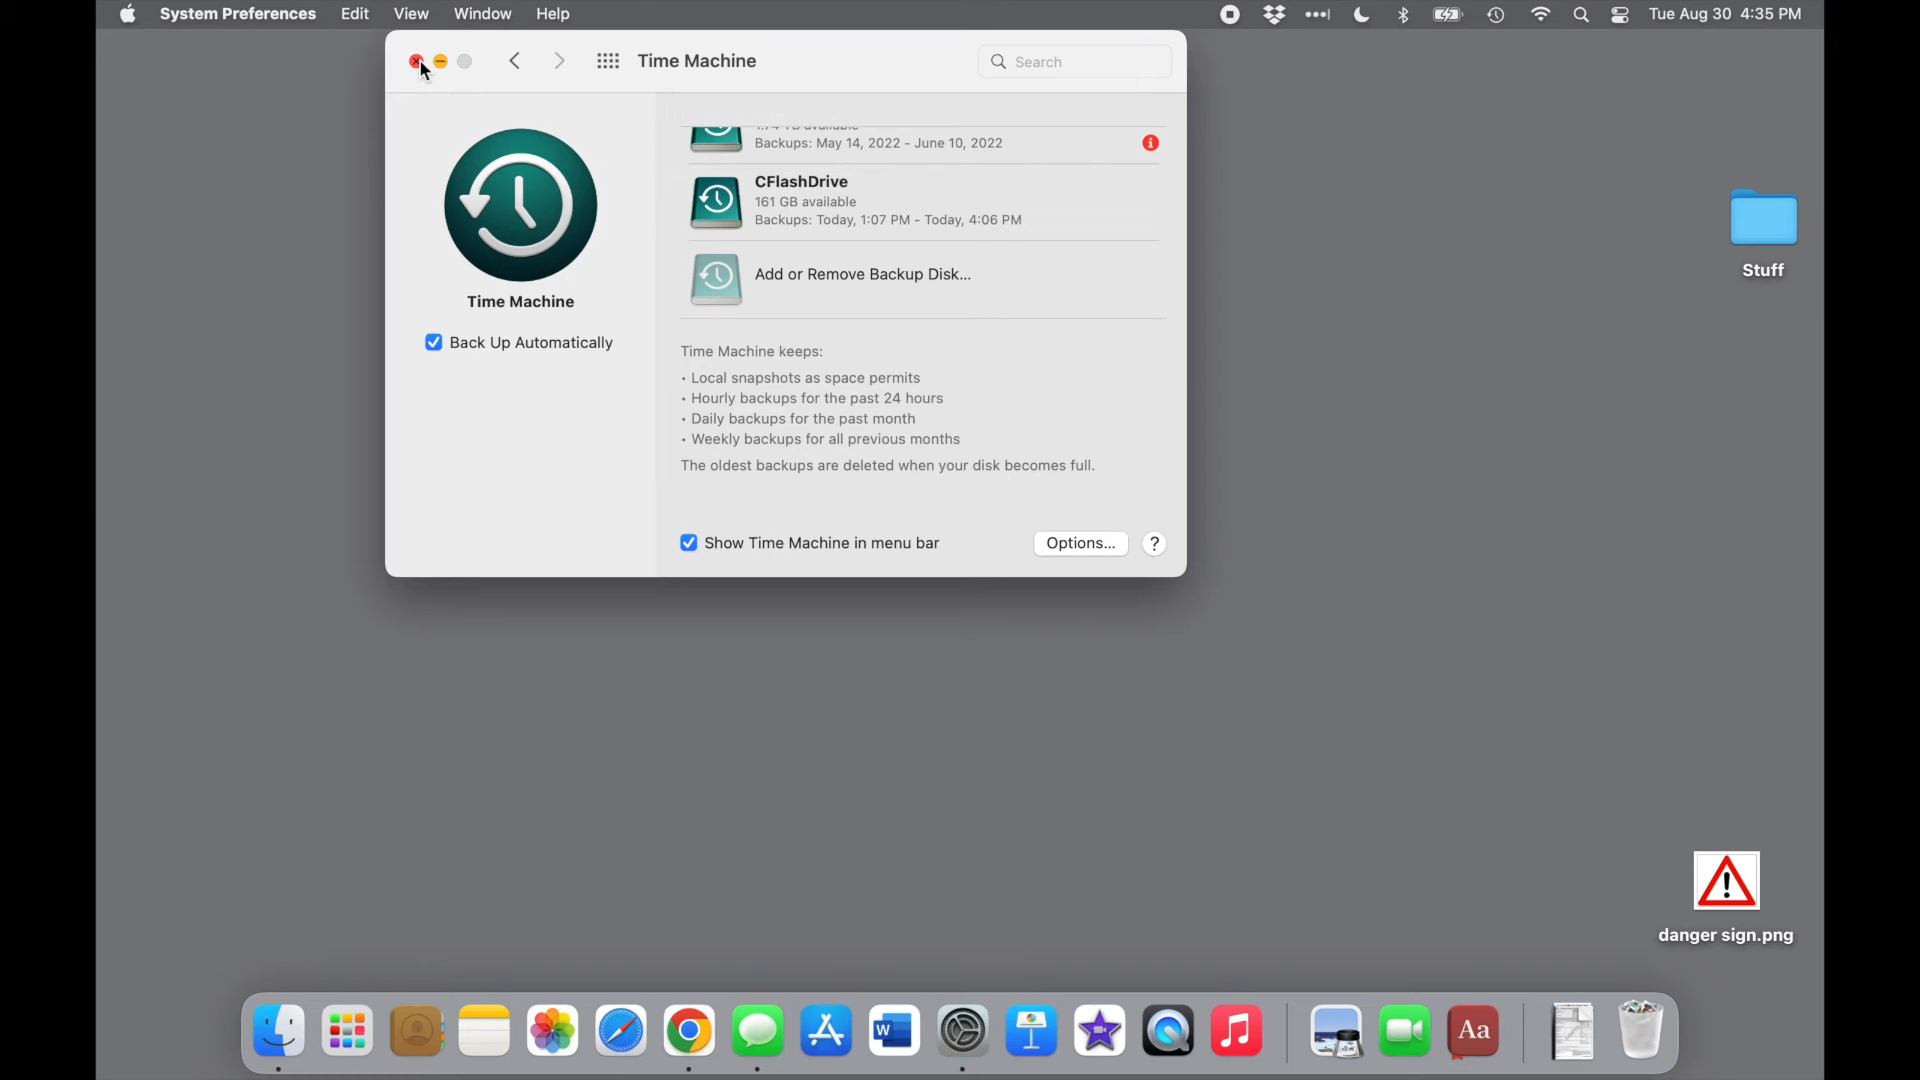 System Preferences Edit View Window Help Tue Aug 30 4:35 PM
Time Machine
Search
Backups: May 14, 2022 - June 10, 2022
CFlashDrive
161 GB available
Backups: Today, 1:07 PM - Today, 4:06 PM
Add or Remove Backup Disk...
Time Machine
Back Up Automatically
Time Machine keeps:
• Local snapshots as space permits
• Hourly backups for the past 24 hours
• Daily backups for the past month
• Weekly backups for all previous months
The oldest backups are deleted when your disk becomes full.
Show Time Machine in menu bar
Options...
?
Stuff
danger sign.png
W
Aa